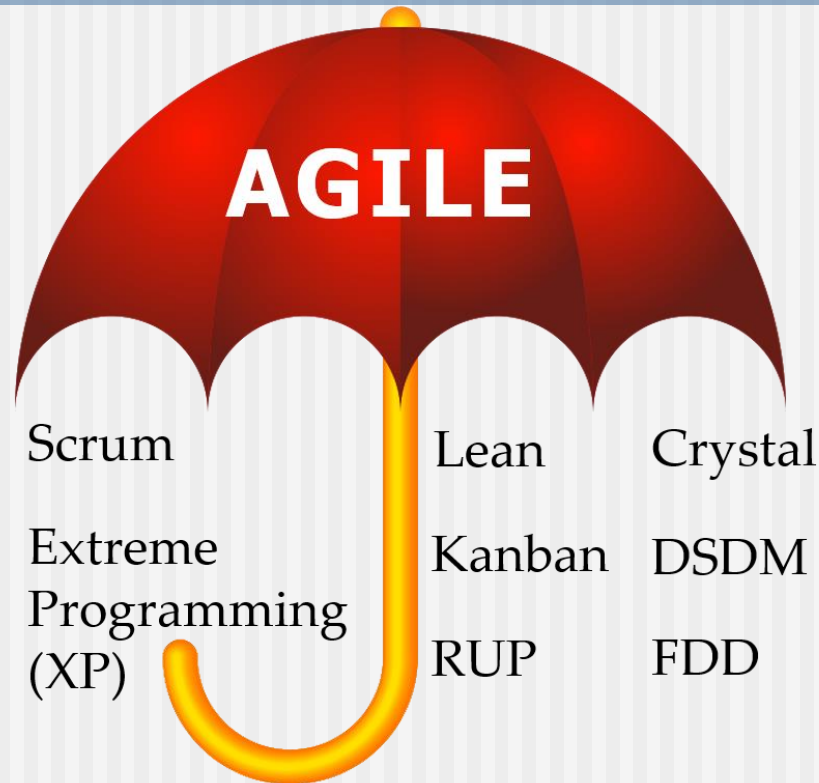 AGILE
Scrum
Extreme
Programming
(XP)
Lean
Kanban
RUP
Crystal
DSDM
FDD